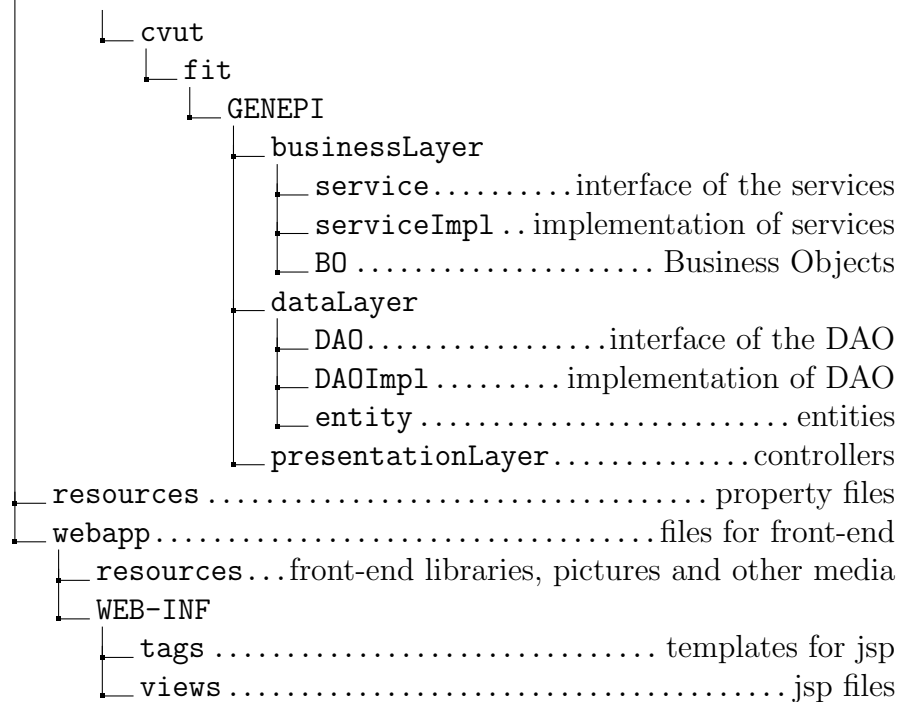 cvut
fit
GENEPI
businessLayer
service..........interface of the services
serviceImpl ..implementation of services
BO ..................... Business Objects
dataLayer
DAO.................interface of the DAO
DAOImpl .........implementation of DAO
entity ..........................entities
presentationLayer..............controllers
resources ................................... property files
webapp...................................files for front-end
resources...front-end libraries, pictures and other media
WEB-INF
tags ............................... templates for jsp
views .......................................jsp files